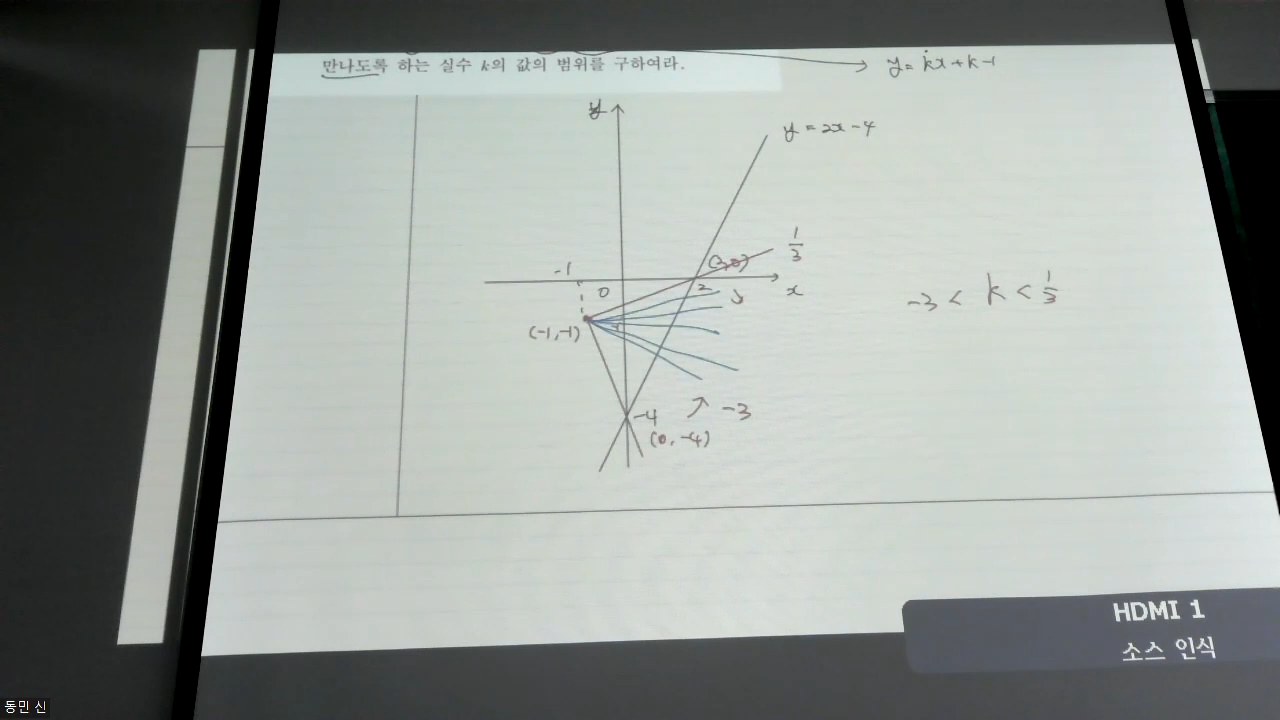 만나도록 하는 실수 k의 값의 범위를 구하여라.
y = kx+k-1
y
y = 2x-4
1/3
-1
0
2
x
(-1,-1)
-3 < k < 1/3
-4
-3
(0,-4)
HDMI 1
소스 인식
동민 신